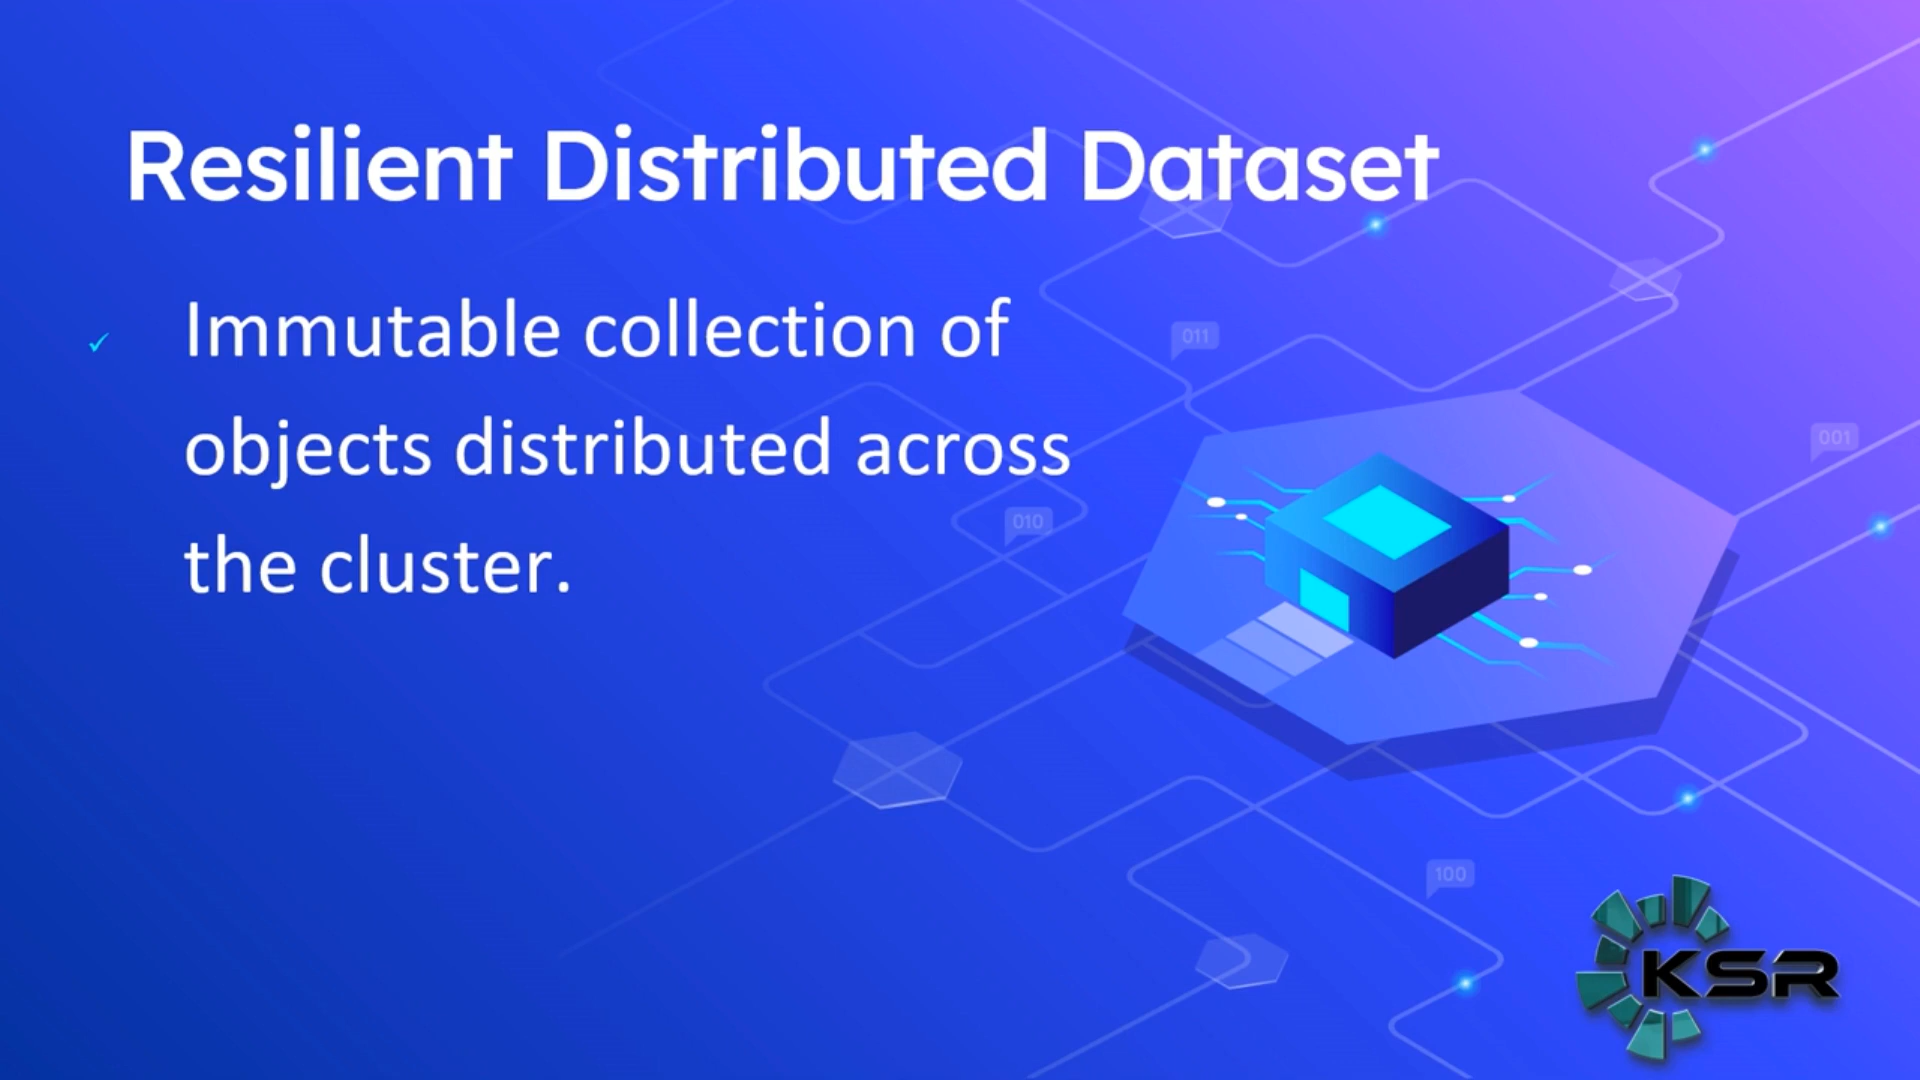 Resilient Distributed Dataset
✓ Immutable collection of
objects distributed across
the cluster.
011
001
010
100
KSR